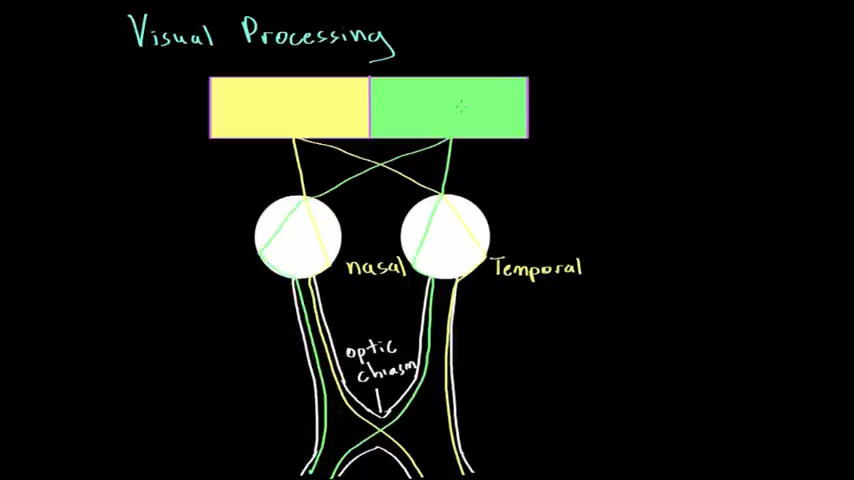 Visual Processing
nasal
Temporal
optic
chiasm